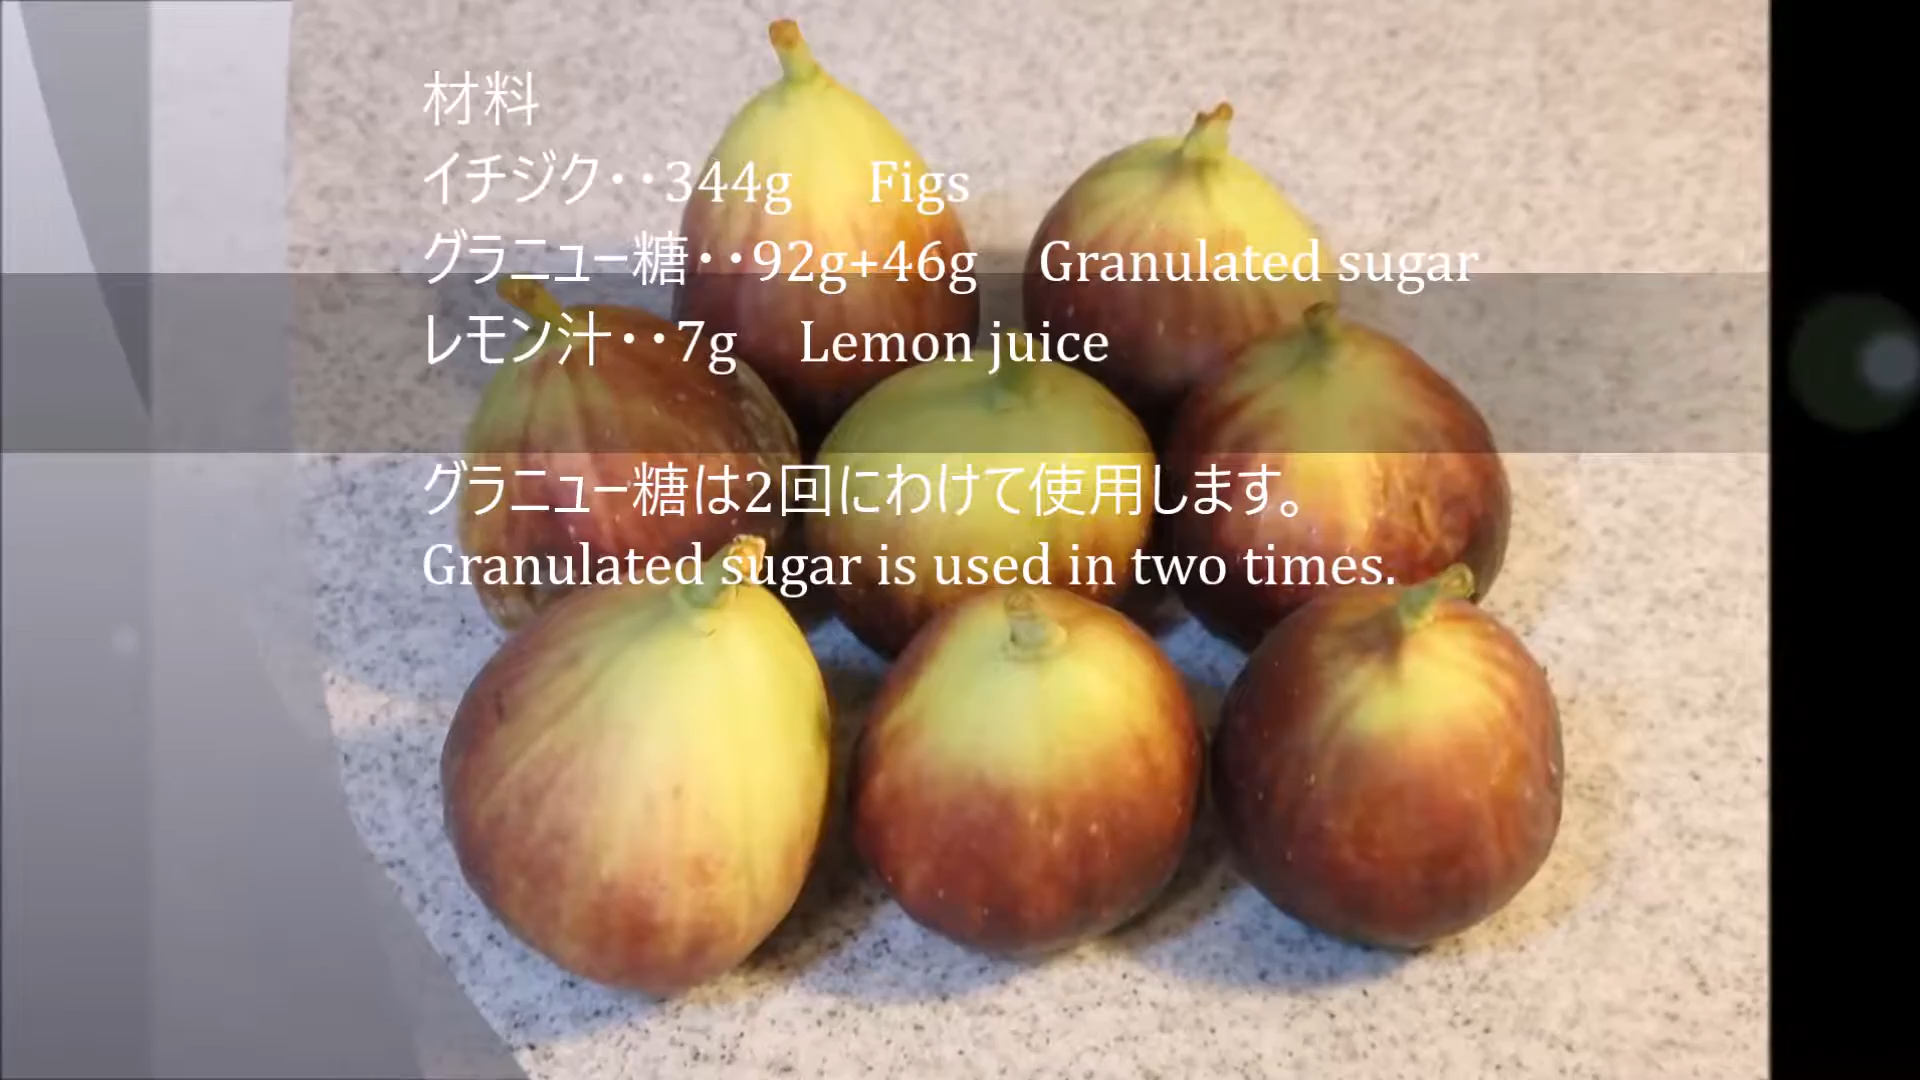 材料
イチジク・・344g Figs
グラニュー糖・・92g+46g Granulated sugar
レモン汁・・7g Lemon juice
グラニュー糖は2回にわけて使用します。
Granulated sugar is used in two times.